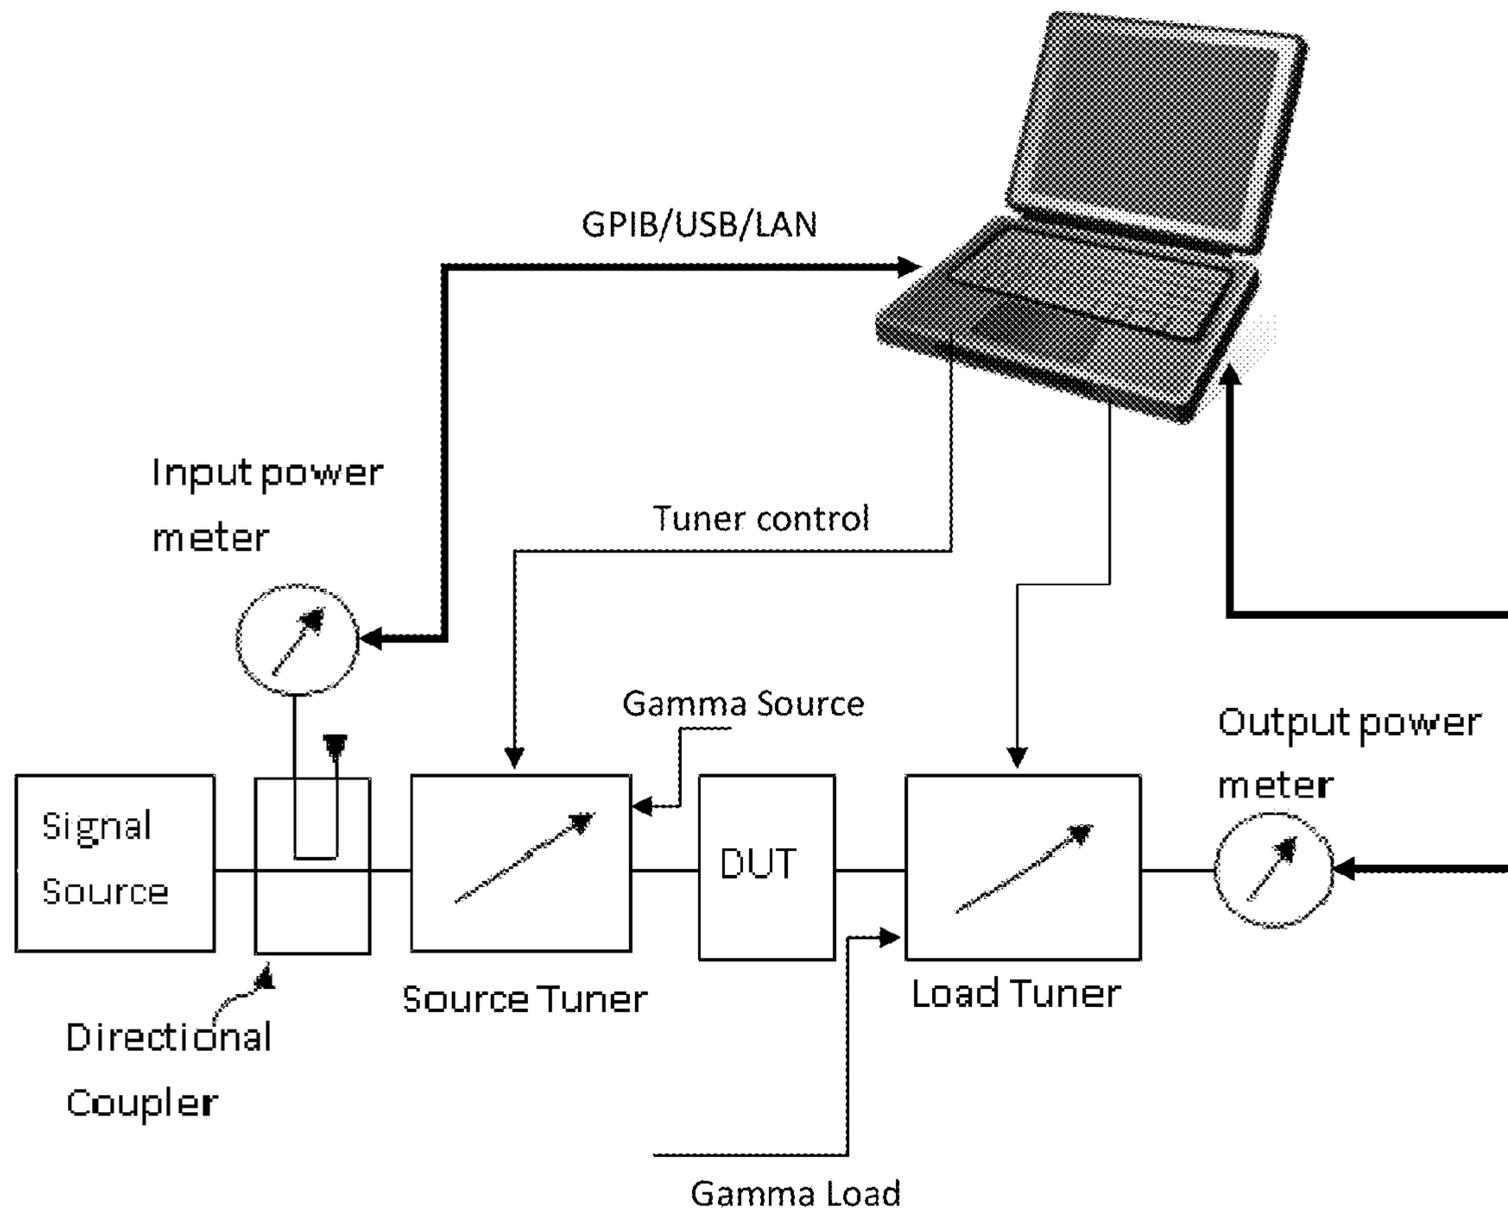 GPIB/USB/LAN
Input power
meter
Tuner control
Gamma Source
Output power
meter
Signal
Source
DUT
Source Tuner
Load Tuner
Directional
Coupler
Gamma Load